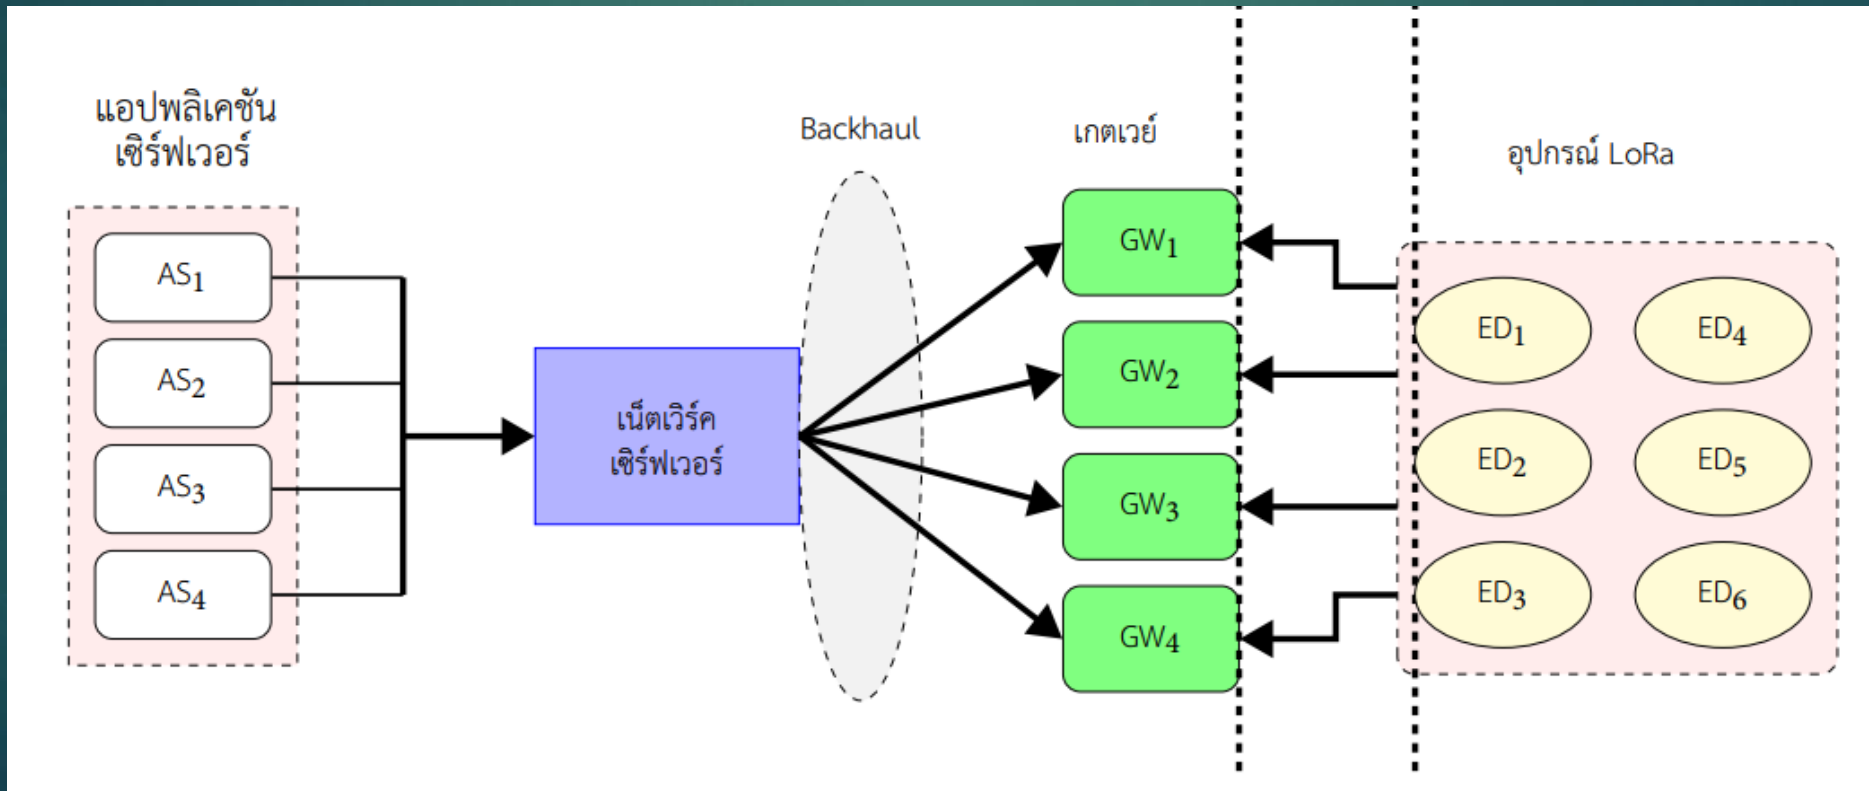 แอปพลิเคชัน
เซิร์ฟเวอร์
AS1
AS2
AS3
AS4
เน็ตเวิร์ค
เซิร์ฟเวอร์
Backhaul
เกตเวย์
GW1
GW2
GW3
GW4
อุปกรณ์ LoRa
ED1 ED4
ED2 ED5
ED3 ED6